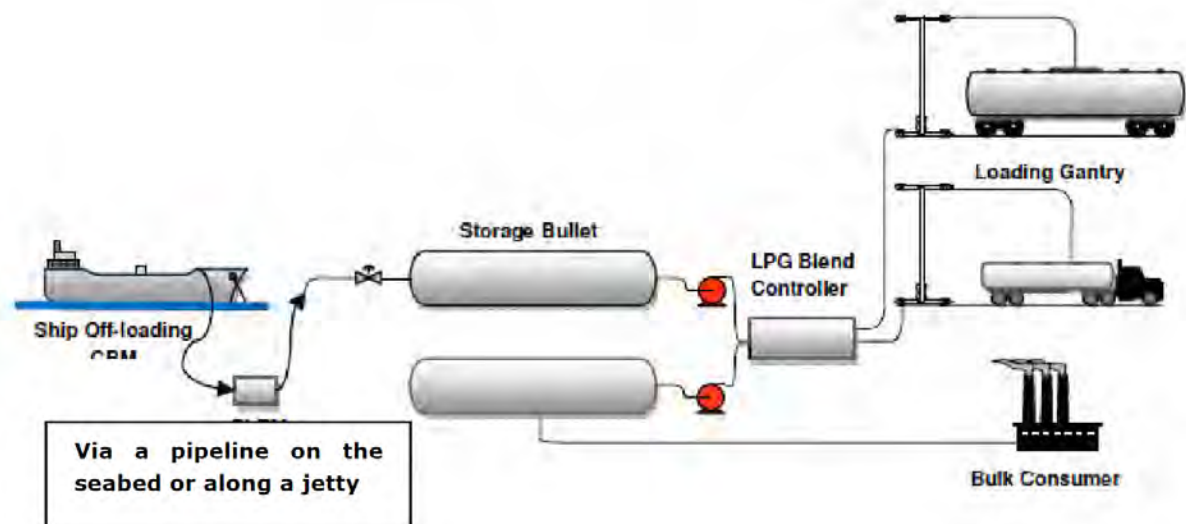 Loading Gantry
Storage Bullet
LPG Blend
Controller
Ship Off-loading
Via a pipeline on the
seabed or along a jetty
Bulk Consumer